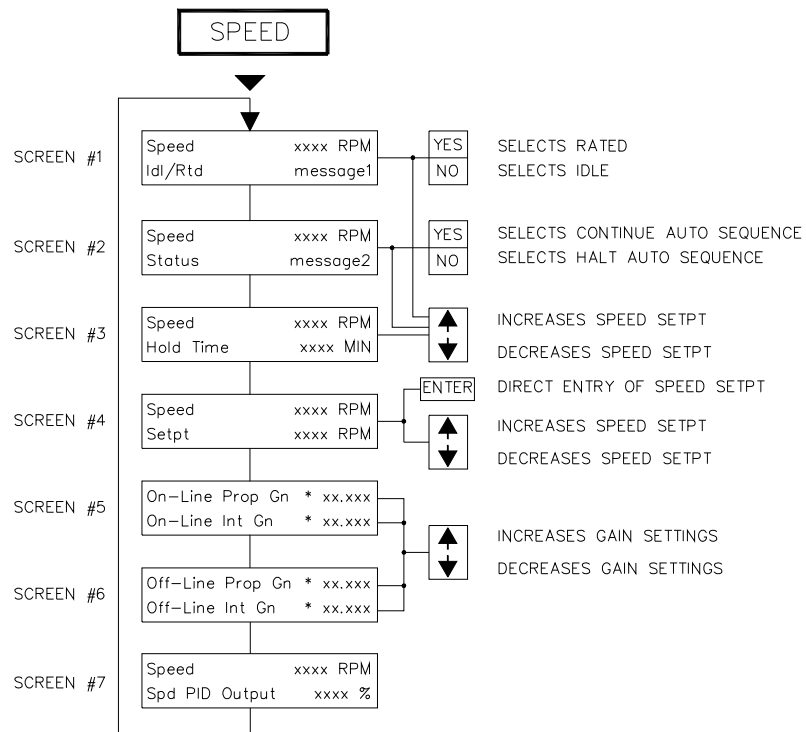 SPEED
SCREEN #1
Speed xxxx RPM
Idl/Rtd message1
YES SELECTS RATED
NO SELECTS IDLE
SCREEN #2
Speed xxxx RPM
Status message2
YES SELECTS CONTINUE AUTO SEQUENCE
NO SELECTS HALT AUTO SEQUENCE
SCREEN #3
Speed xxxx RPM
Hold Time xxxx MIN
INCREASES SPEED SETPT
DECREASES SPEED SETPT
SCREEN #4
Speed xxxx RPM
Setpt xxxx RPM
ENTER DIRECT ENTRY OF SPEED SETPT
INCREASES SPEED SETPT
DECREASES SPEED SETPT
SCREEN #5
On-Line Prop Gn * xx.xxx
On-Line Int Gn * xx.xxx
INCREASES GAIN SETTINGS
DECREASES GAIN SETTINGS
SCREEN #6
Off-Line Prop Gn * xx.xxx
Off-Line Int Gn * xx.xxx
SCREEN #7
Speed xxxx RPM
Spd PID Output xxxx %